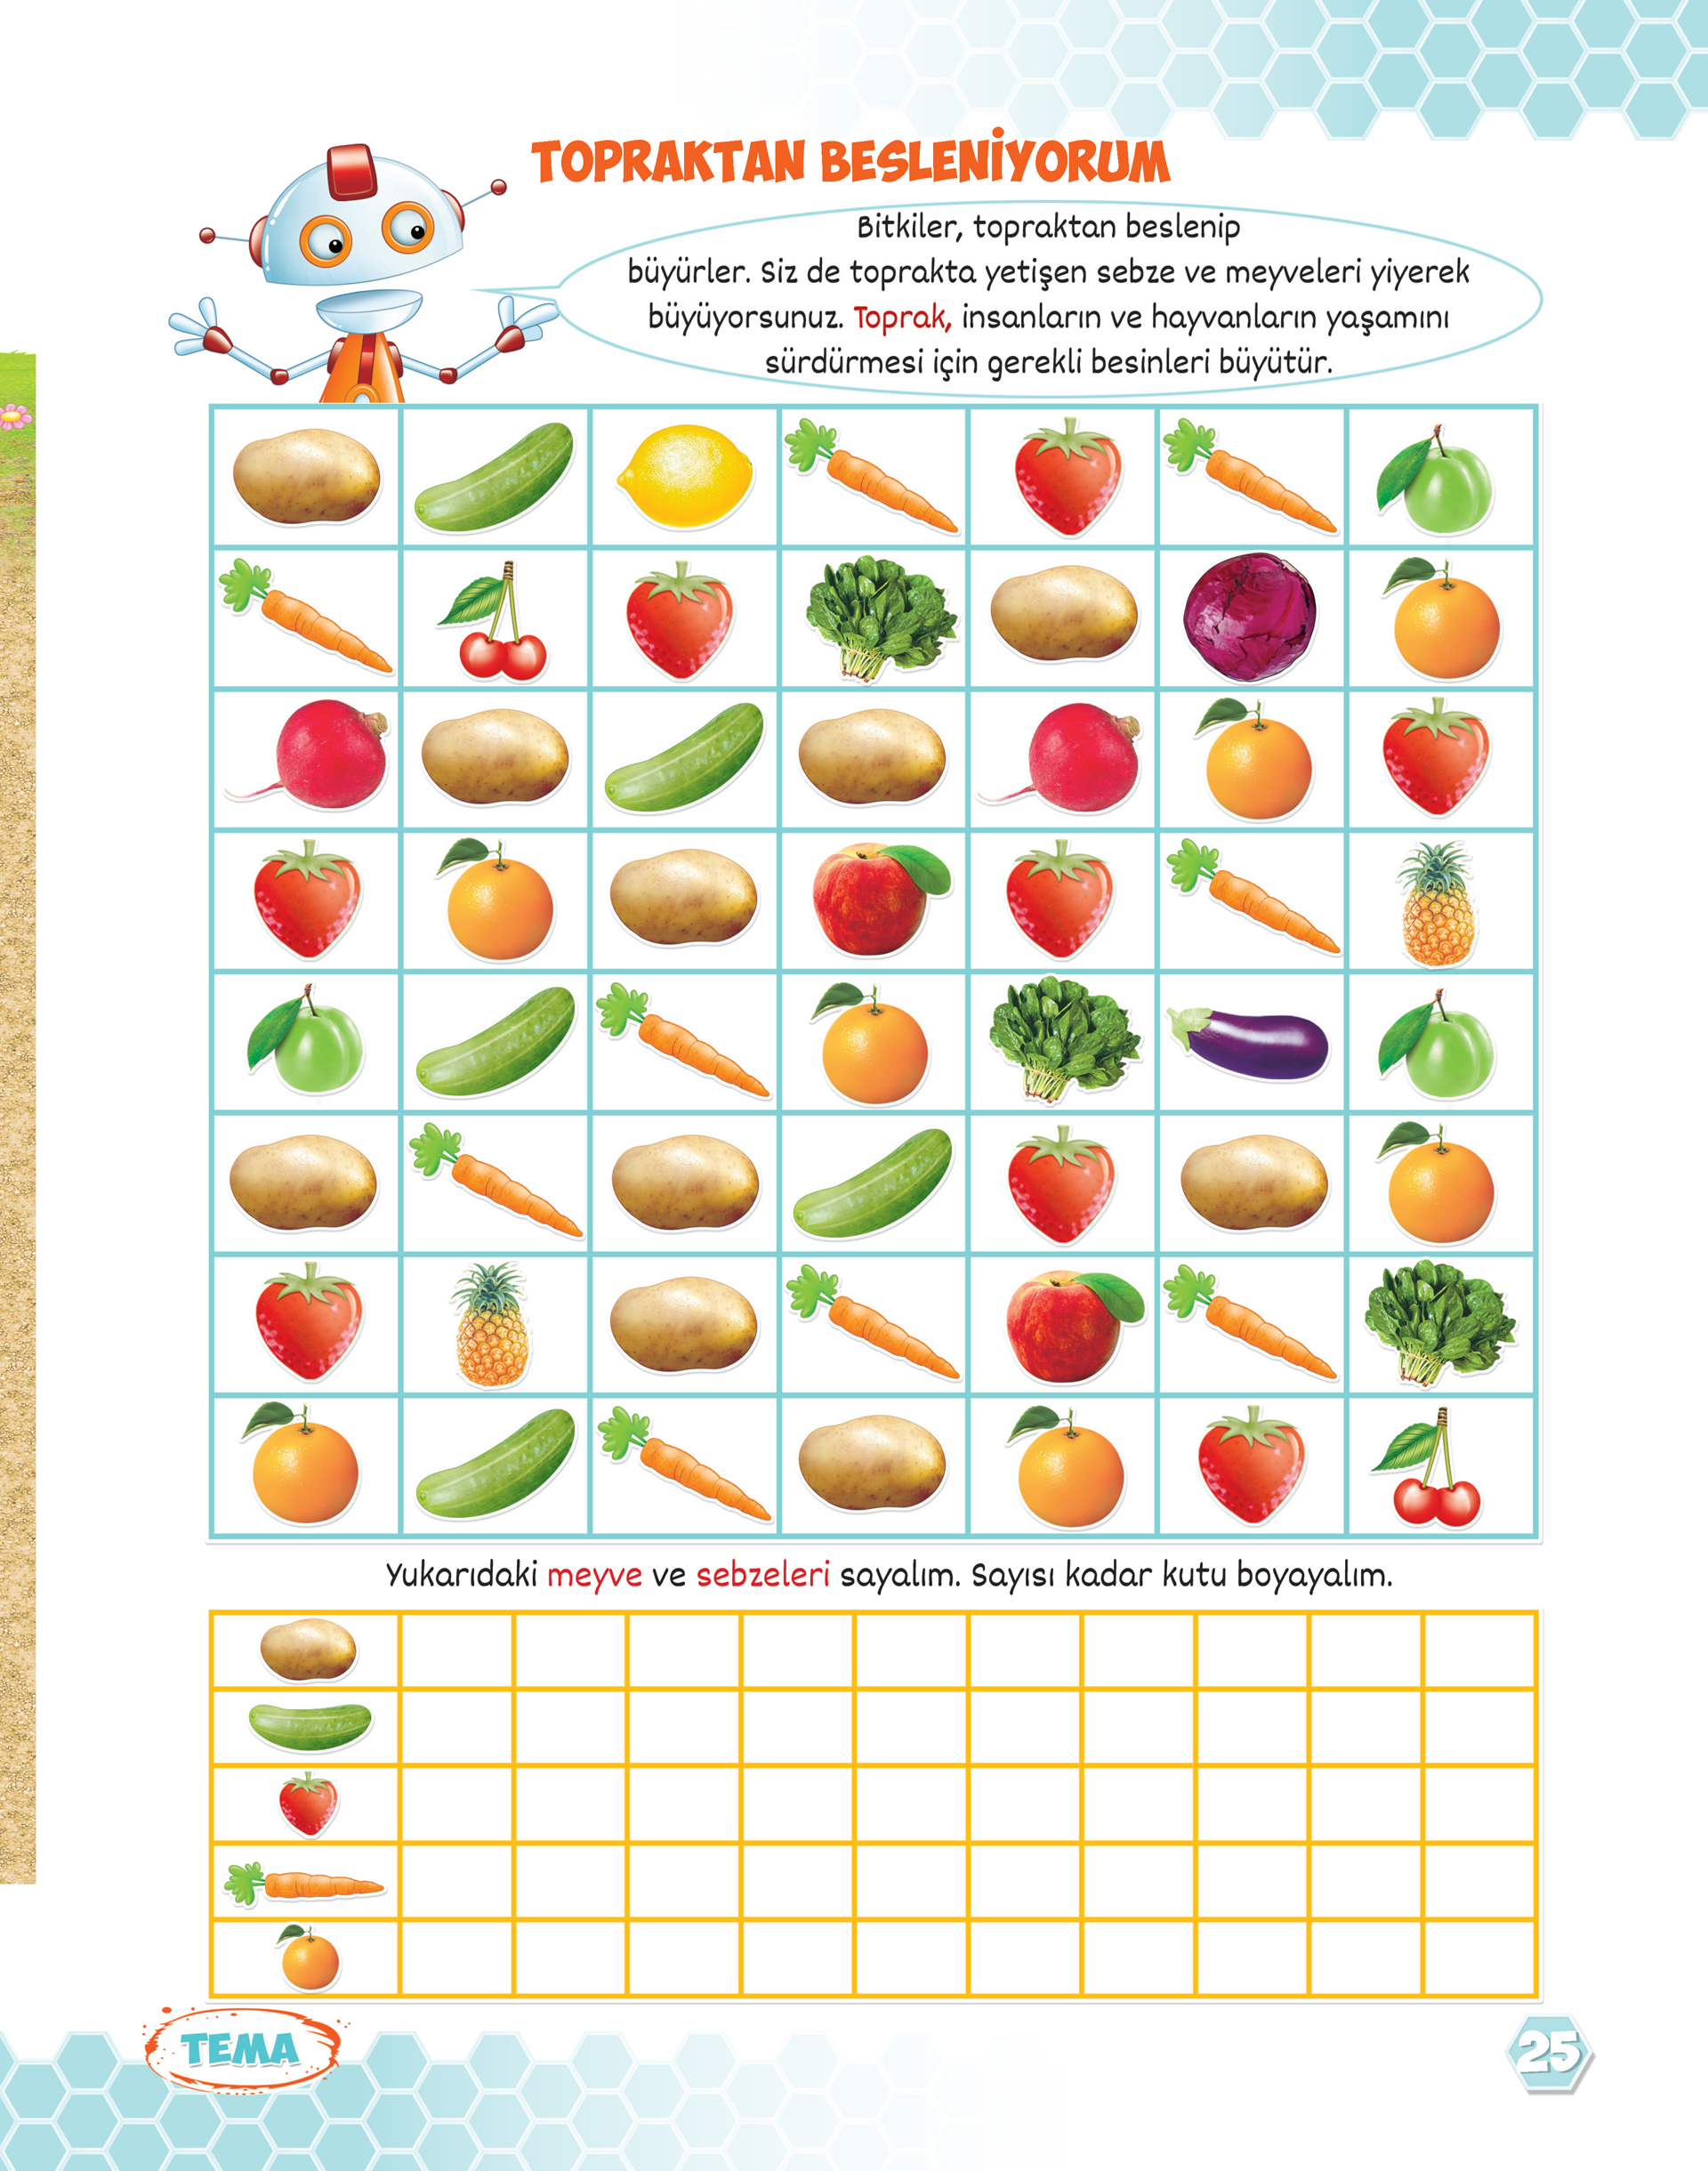 TOPRAKTAN BESLENİYORUM
Bitkiler, topraktan beslenip
büyürler. Siz de toprakta yetişen sebze ve meyveleri yiyerek
büyüyorsunuz. Toprak, insanların ve hayvanların yaşamını
sürdürmesi için gerekli besinleri büyütür.
Yukarıdaki meyve ve sebzeleri sayalım. Sayısı kadar kutu boyayalım.
TEMA
25